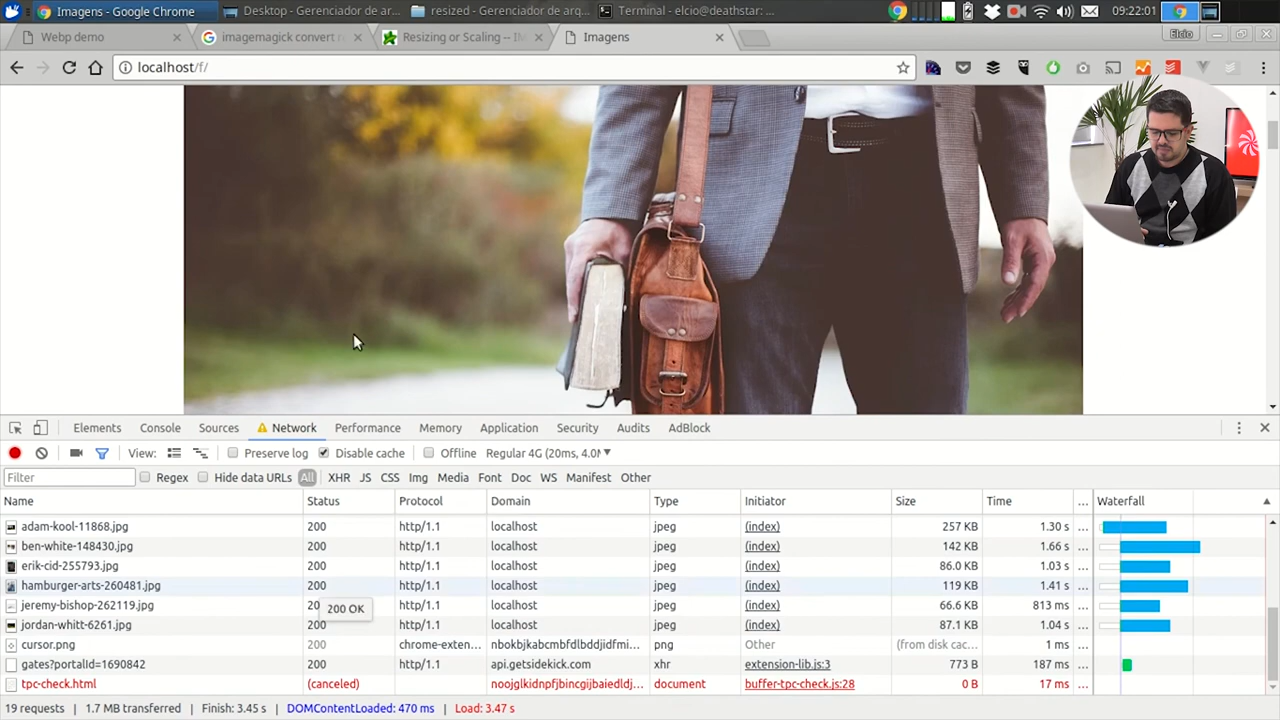 Imagens - Google Chrome Desktop - Gerenciador de ar... resized - Gerenciador de arq... Terminal - elcio@deathstar: ... 09:22:01
Webp demo imagemagick convert r Resizing or Scaling -- IM Imagens Elcio
localhost/f/
Elements Console Sources Network Performance Memory Application Security Audits AdBlock
View: Preserve log Disable cache Offline Regular 4G (20ms, 4.0M
Filter Regex Hide data URLs All XHR JS CSS Img Media Font Doc WS Manifest Other
Name Status Protocol Domain Type Initiator Size Time ... Waterfall
adam-kool-11868.jpg 200 http/1.1 localhost jpeg (index) 257 KB 1.30 s ...
ben-white-148430.jpg 200 http/1.1 localhost jpeg (index) 142 KB 1.66 s ...
erik-cid-255793.jpg 200 http/1.1 localhost jpeg (index) 86.0 KB 1.03 s ...
hamburger-arts-260481.jpg 200 http/1.1 localhost jpeg (index) 119 KB 1.41 s ...
jeremy-bishop-262119.jpg 20 http/1.1 localhost jpeg (index) 66.6 KB 813 ms ...
200 OK
jordan-whitt-6261.jpg 200 http/1.1 localhost jpeg (index) 87.1 KB 1.04 s ...
cursor.png 200 chrome-exten... nbokbjkabcmbfdlbddjidfmi... png Other (from disk cac... 1 ms ...
gates?portalId=1690842 200 http/1.1 api.getsidekick.com xhr extension-lib.js:3 773 B 187 ms ...
tpc-check.html (canceled) noojglkidnpfjbincgijbaiedldj... document buffer-tpc-check.js:28 0 B 17 ms ...
19 requests 1.7 MB transferred Finish: 3.45 s DOMContentLoaded: 470 ms Load: 3.47 s